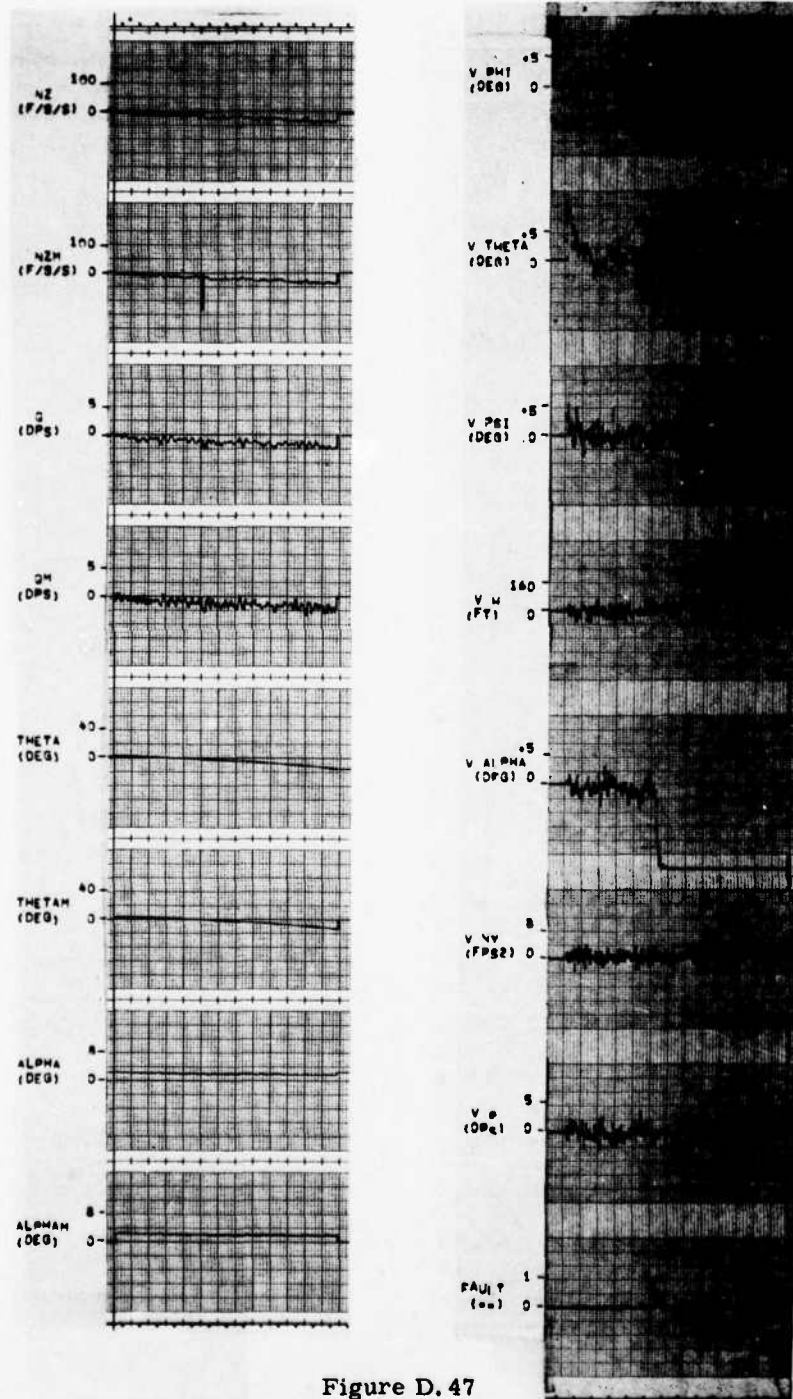 NZ
(F/S/S)
160
0
NZM
(F/S/S)
100
0
Q
(DPS)
5
0
QM
(DPS)
5
0
THETA
(DEG)
40
0
THETAM
(DEG)
40
0
ALPHA
(DEG)
8
0
ALPHAM
(DEG)
8
0
V PHI
(DEG)
+5
0
V THETA
(DEG)
+5
0
V PSI
(DEG)
+5
0
V H
(FT)
160
0
V ALPHA
(DEG)
+5
0
V NY
(FPS2)
8
0
V
(DPS)
5
0
FAULT
1
0
Figure D. 47